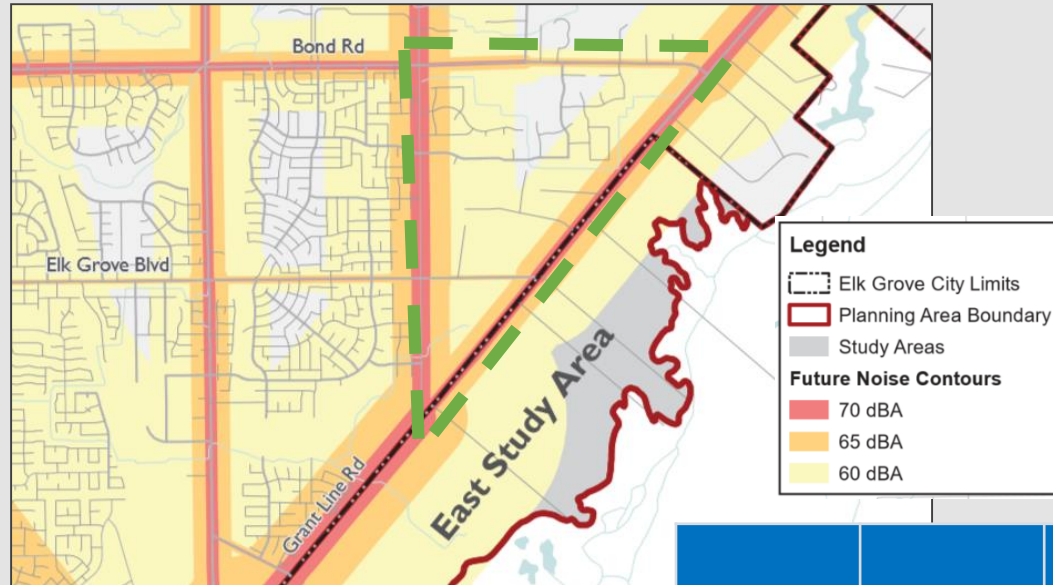 Bond Rd
Elk Grove Blvd
Grant Line Rd
East Study Area
Legend
Elk Grove City Limits
Planning Area Boundary
Study Areas
Future Noise Contours
70 dBA
65 dBA
60 dBA